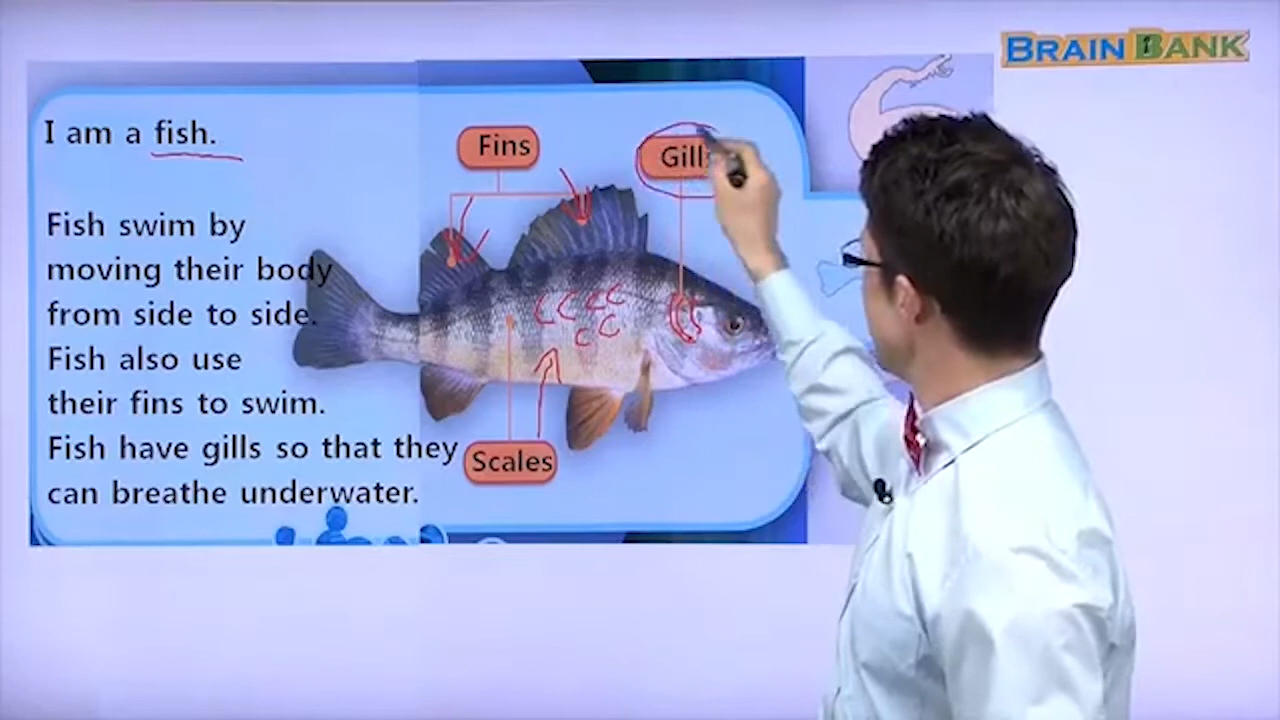 BRAIN BANK
I am a fish.
Fish swim by
moving their body
from side to side.
Fish also use
their fins to swim.
Fish have gills so that they
can breathe underwater.
Fins
Gill
Scales